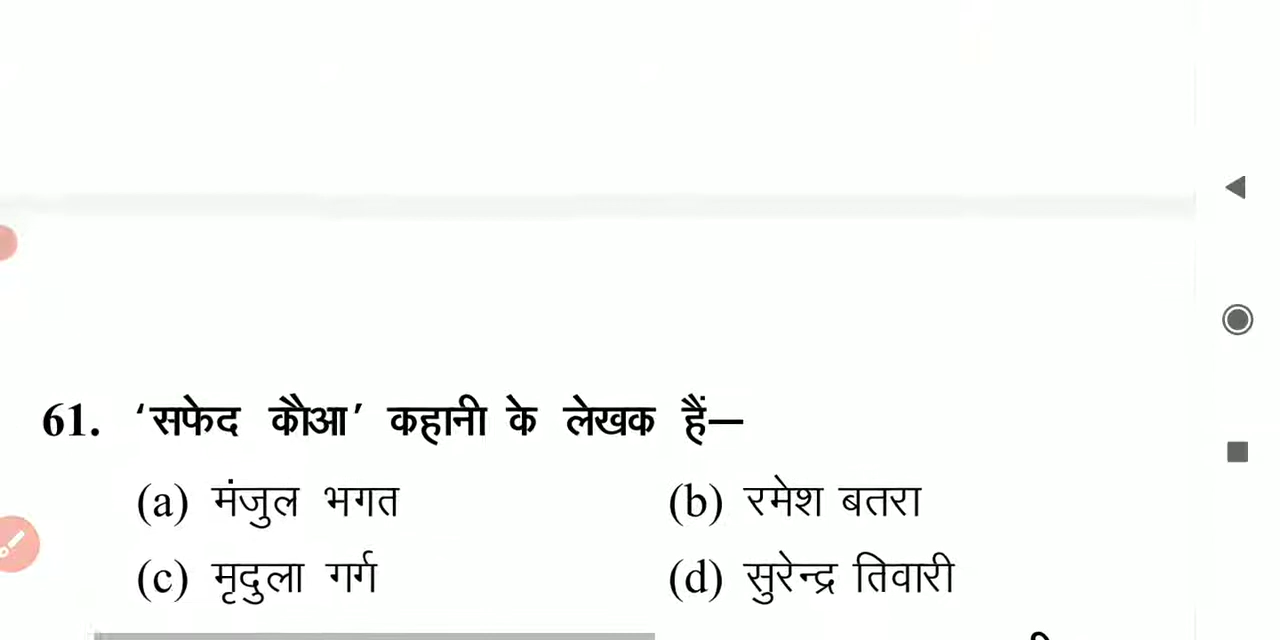 61. ‘सफेद कौआ’ कहानी के लेखक हैं—
(a) मंजुल भगत (b) रमेश बतरा
(c) मृदुला गर्ग (d) सुरेन्द्र तिवारी